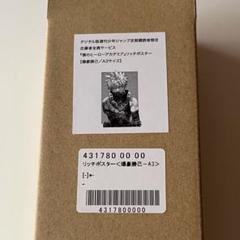 デジタル版週刊少年ジャンプ定期購読者限定
応募者全員サービス
『僕のヒーローアカデミア』リッチポスター
【爆豪勝己／A3サイズ】
431780 00 00
リッチポスター＜爆豪勝己－A3＞
[-]+-
-
4317800000